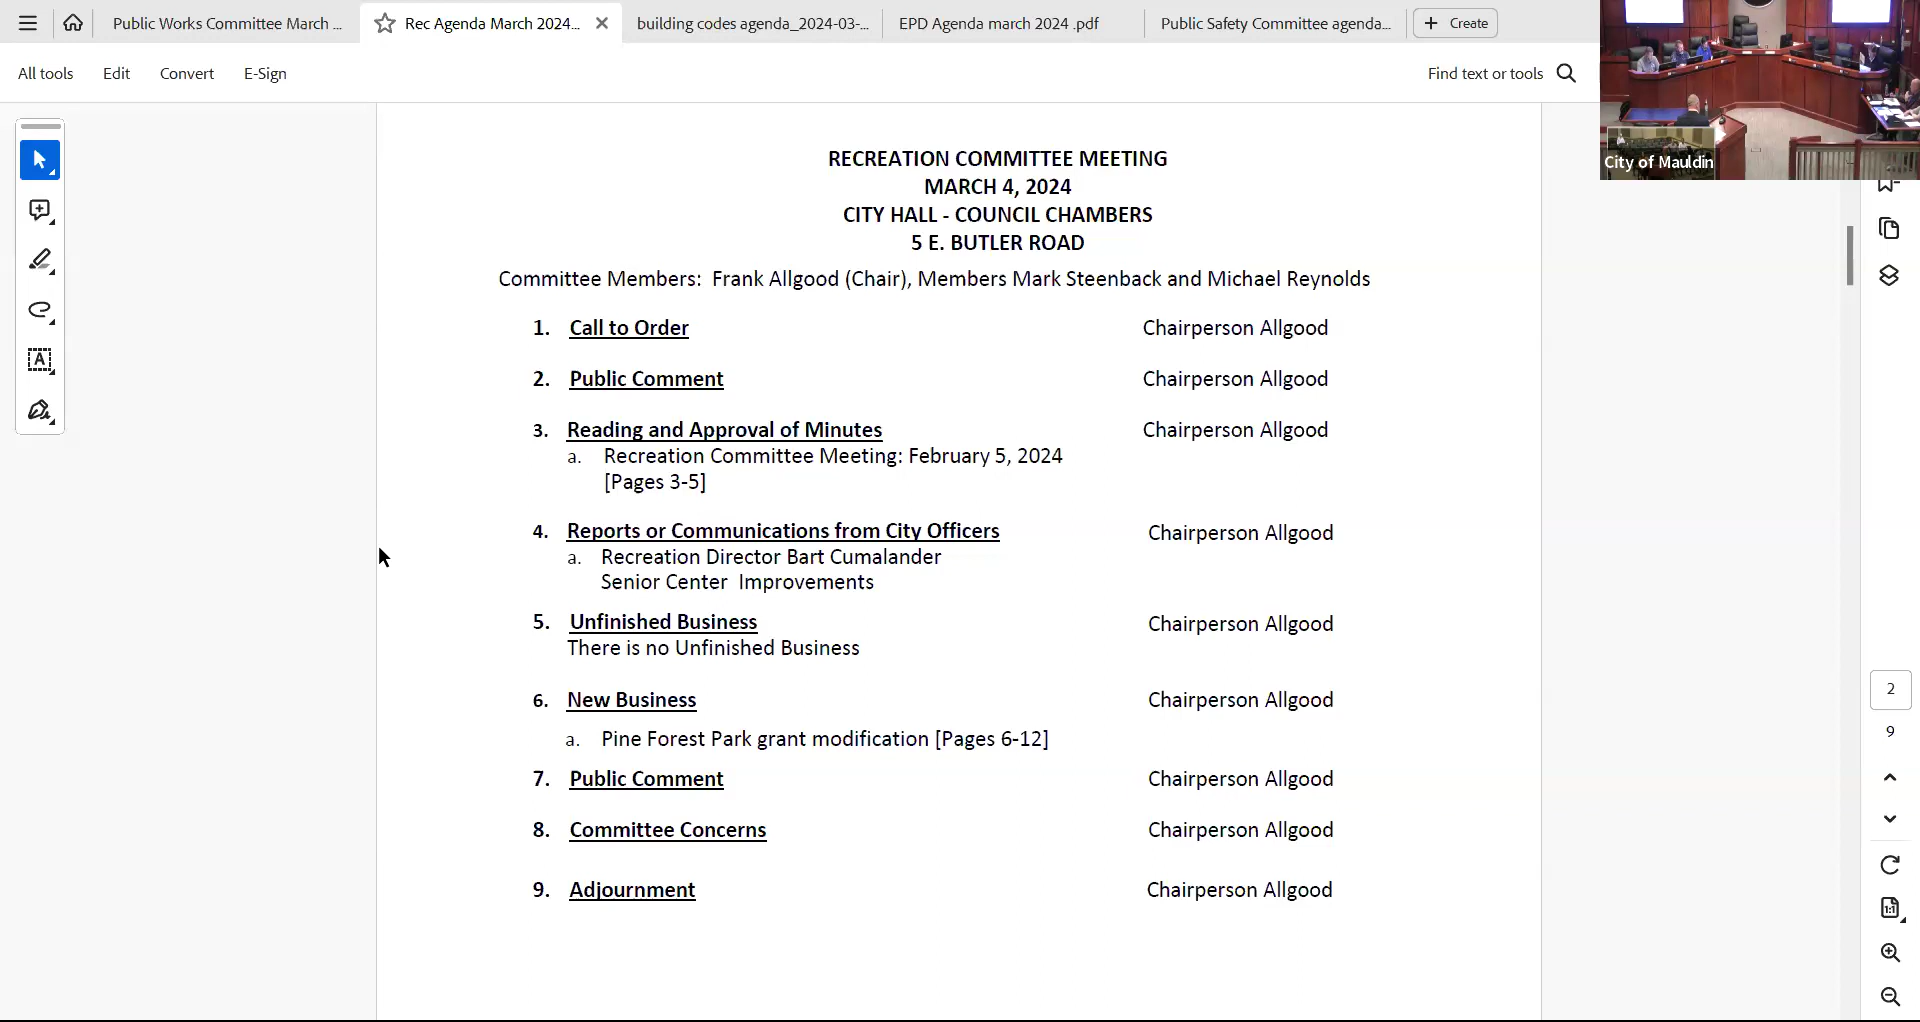 Public Works Committee March ...
Rec Agenda March 2024...
building codes agenda_2024-03-...
EPD Agenda march 2024 .pdf
Public Safety Committee agenda...
Create
All tools
Edit
Convert
E-Sign
Find text or tools
City of Mauldin
RECREATION COMMITTEE MEETING
MARCH 4, 2024
CITY HALL - COUNCIL CHAMBERS
5 E. BUTLER ROAD
Committee Members:  Frank Allgood (Chair), Members Mark Steenback and Michael Reynolds
1. Call to Order Chairperson Allgood
2. Public Comment Chairperson Allgood
3. Reading and Approval of Minutes Chairperson Allgood
a. Recreation Committee Meeting: February 5, 2024
[Pages 3-5]
4. Reports or Communications from City Officers Chairperson Allgood
a. Recreation Director Bart Cumalander
Senior Center  Improvements
5. Unfinished Business Chairperson Allgood
There is no Unfinished Business
6. New Business Chairperson Allgood
a. Pine Forest Park grant modification [Pages 6-12]
7. Public Comment Chairperson Allgood
8. Committee Concerns Chairperson Allgood
9. Adjournment Chairperson Allgood
2
9
1:1